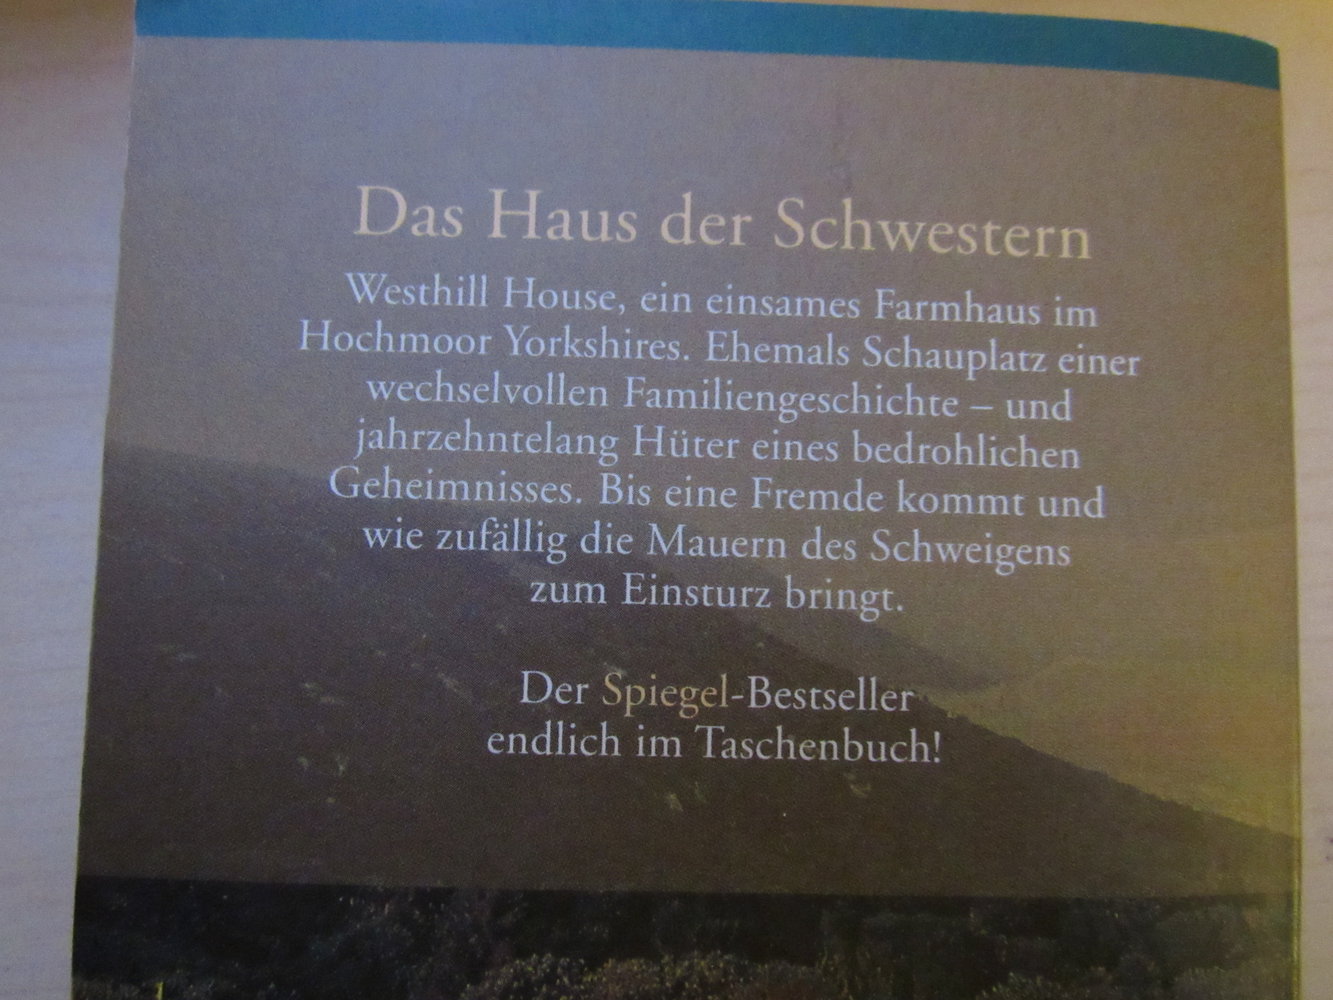 Das Haus der Schwestern
Westhill House, ein einsames Farmhaus im
Hochmoor Yorkshires. Ehemals Schauplatz einer
wechselvollen Familiengeschichte – und
jahrzehntelang Hüter eines bedrohlichen
Geheimnisses. Bis eine Fremde kommt und
wie zufällig die Mauern des Schweigens
zum Einsturz bringt.
Der Spiegel-Bestseller
endlich im Taschenbuch!